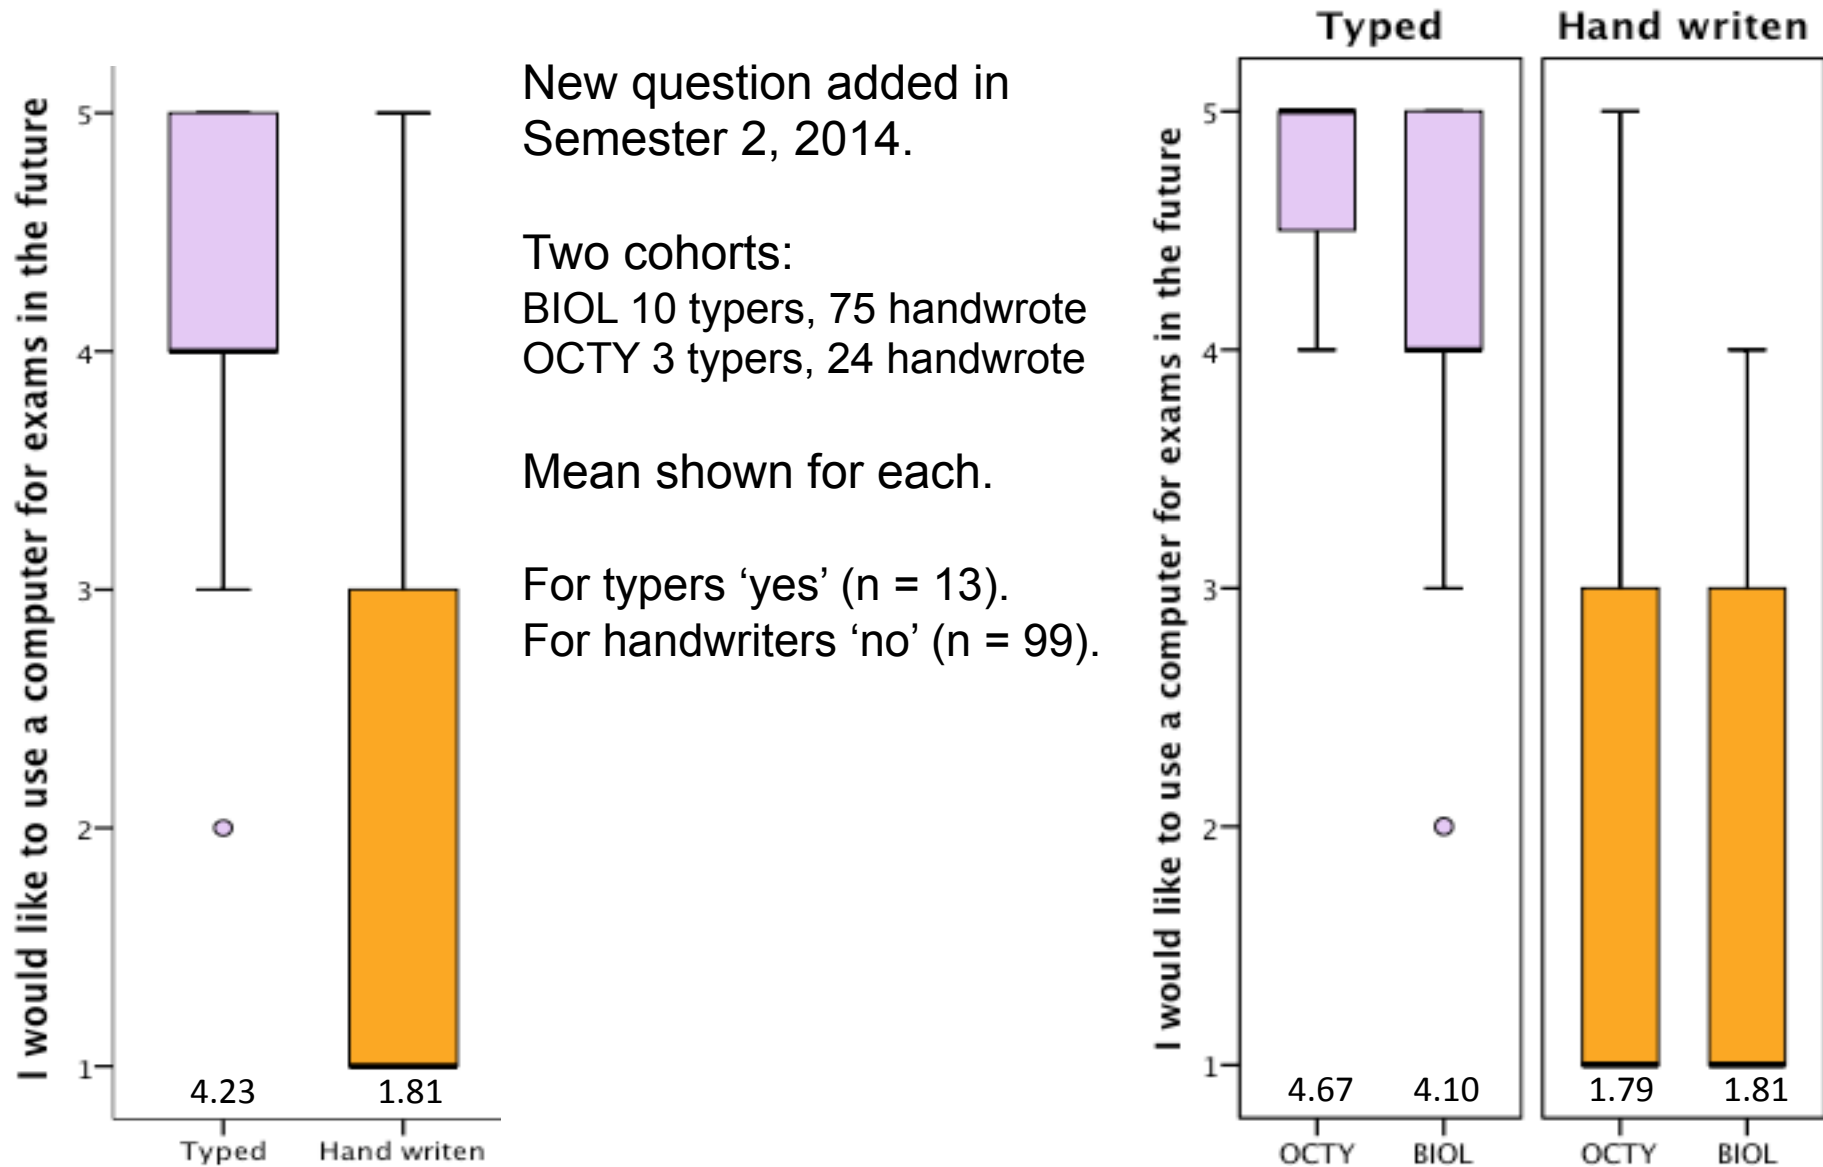 I would like to use a computer for exams in the future
5
4
3
2
1
4.23
1.81
Typed
Hand writen
New question added in
Semester 2, 2014.
Two cohorts:
BIOL 10 typers, 75 handwrote
OCTY 3 typers, 24 handwrote
Mean shown for each.
For typers ‘yes’ (n = 13).
For handwriters ‘no’ (n = 99).
Typed
Hand writen
I would like to use a computer for exams in the future
5
4
3
2
1
4.67
4.10
1.79
1.81
OCTY
BIOL
OCTY
BIOL